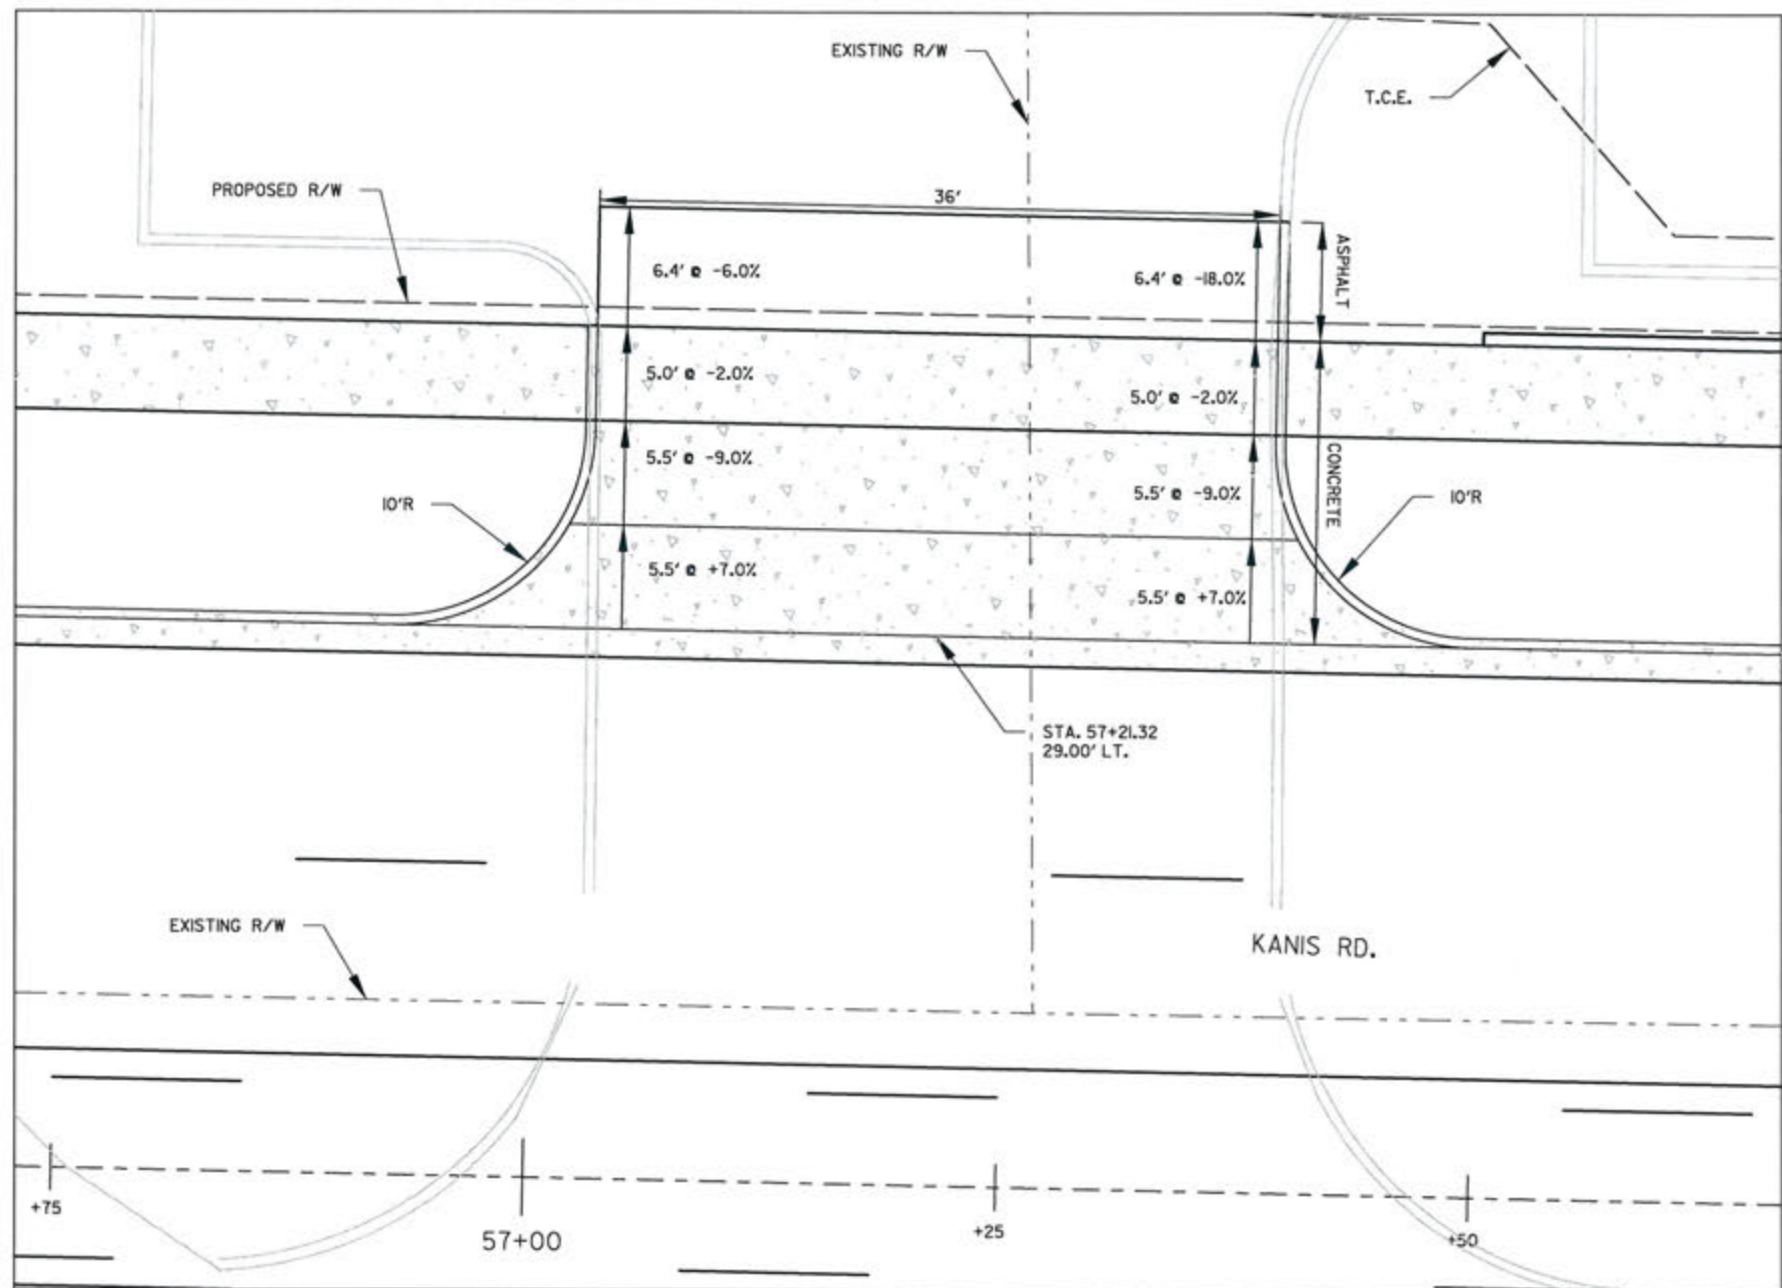 EXISTING R/W
T.C.E.
PROPOSED R/W
36'
6.4' @ -6.0%
6.4' @ -18.0%
ASPHALT
5.0' @ -2.0%
5.0' @ -2.0%
5.5' @ -9.0%
5.5' @ -9.0%
CONCRETE
10'R
10'R
5.5' @ +7.0%
5.5' @ +7.0%
STA. 57+21.32
29.00' LT.
EXISTING R/W
KANIS RD.
+75
57+00
+25
+50